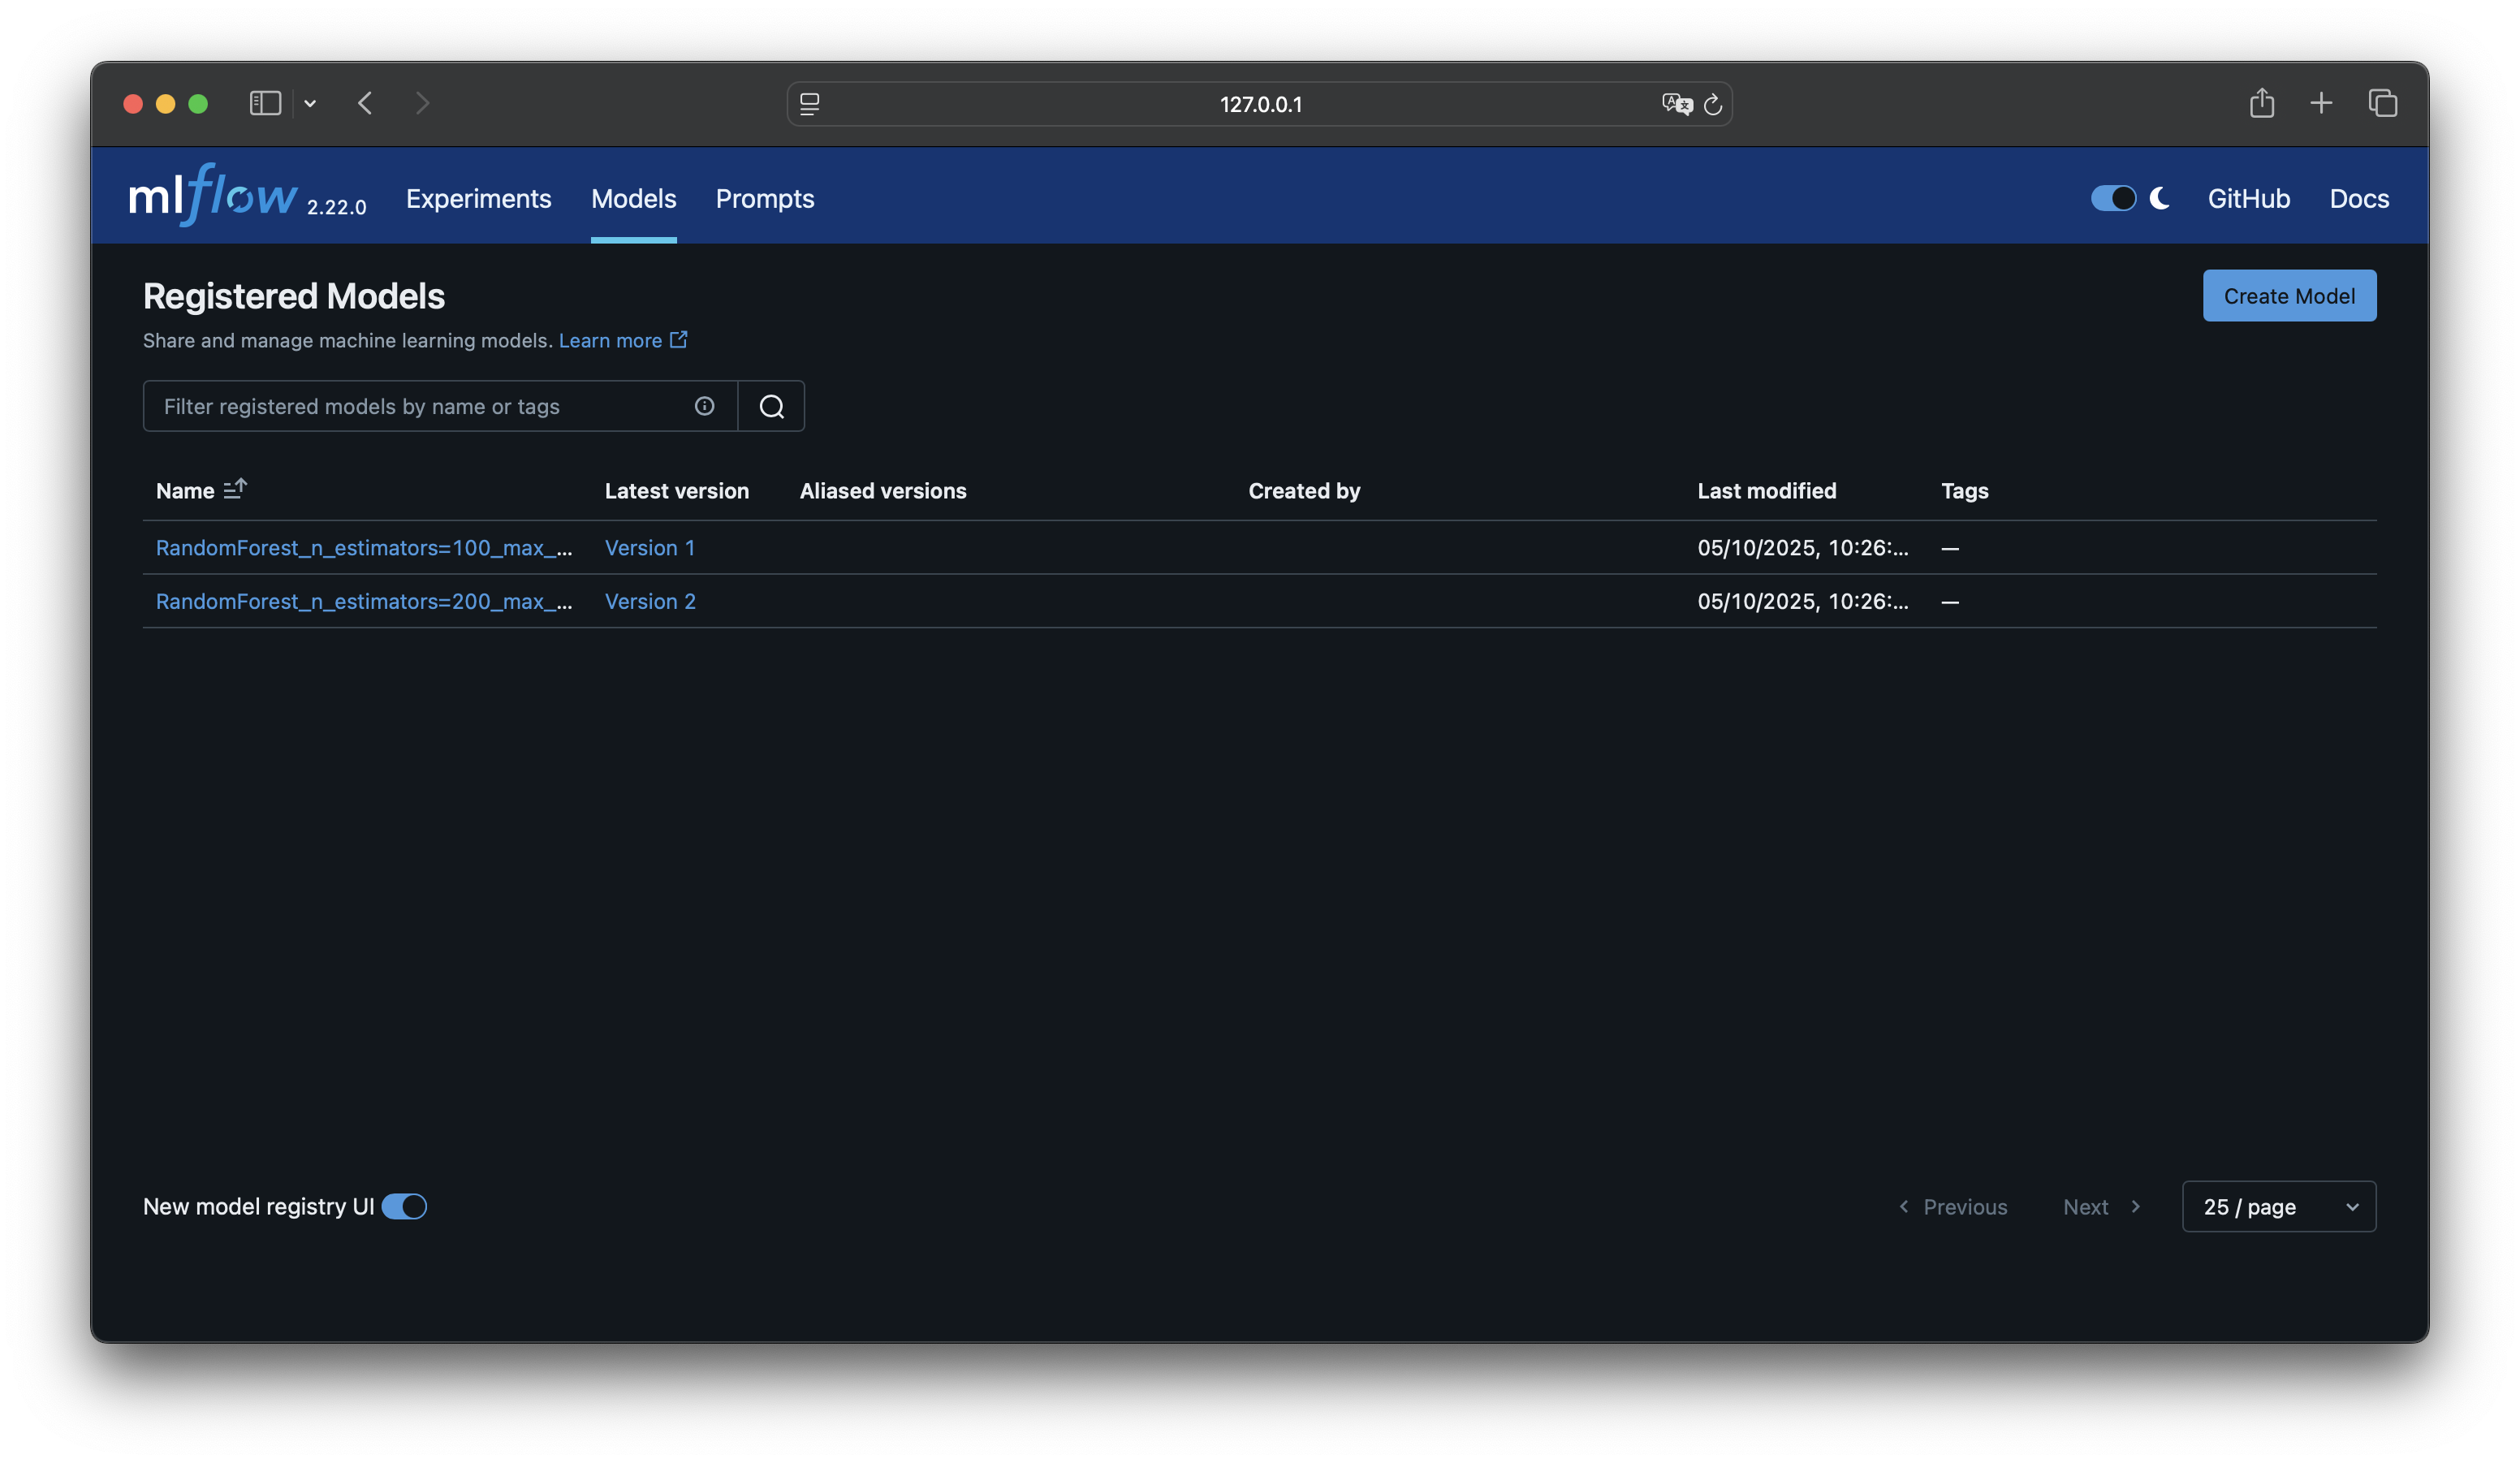 127.0.0.1
mlflow 2.22.0 Experiments Models Prompts GitHub Docs
Registered Models Create Model
Share and manage machine learning models. Learn more
Filter registered models by name or tags
Name Latest version Aliased versions Created by Last modified Tags
RandomForest_n_estimators=100_max_... Version 1 05/10/2025, 10:26:... —
RandomForest_n_estimators=200_max_... Version 2 05/10/2025, 10:26:... —
New model registry UI Previous Next 25 / page